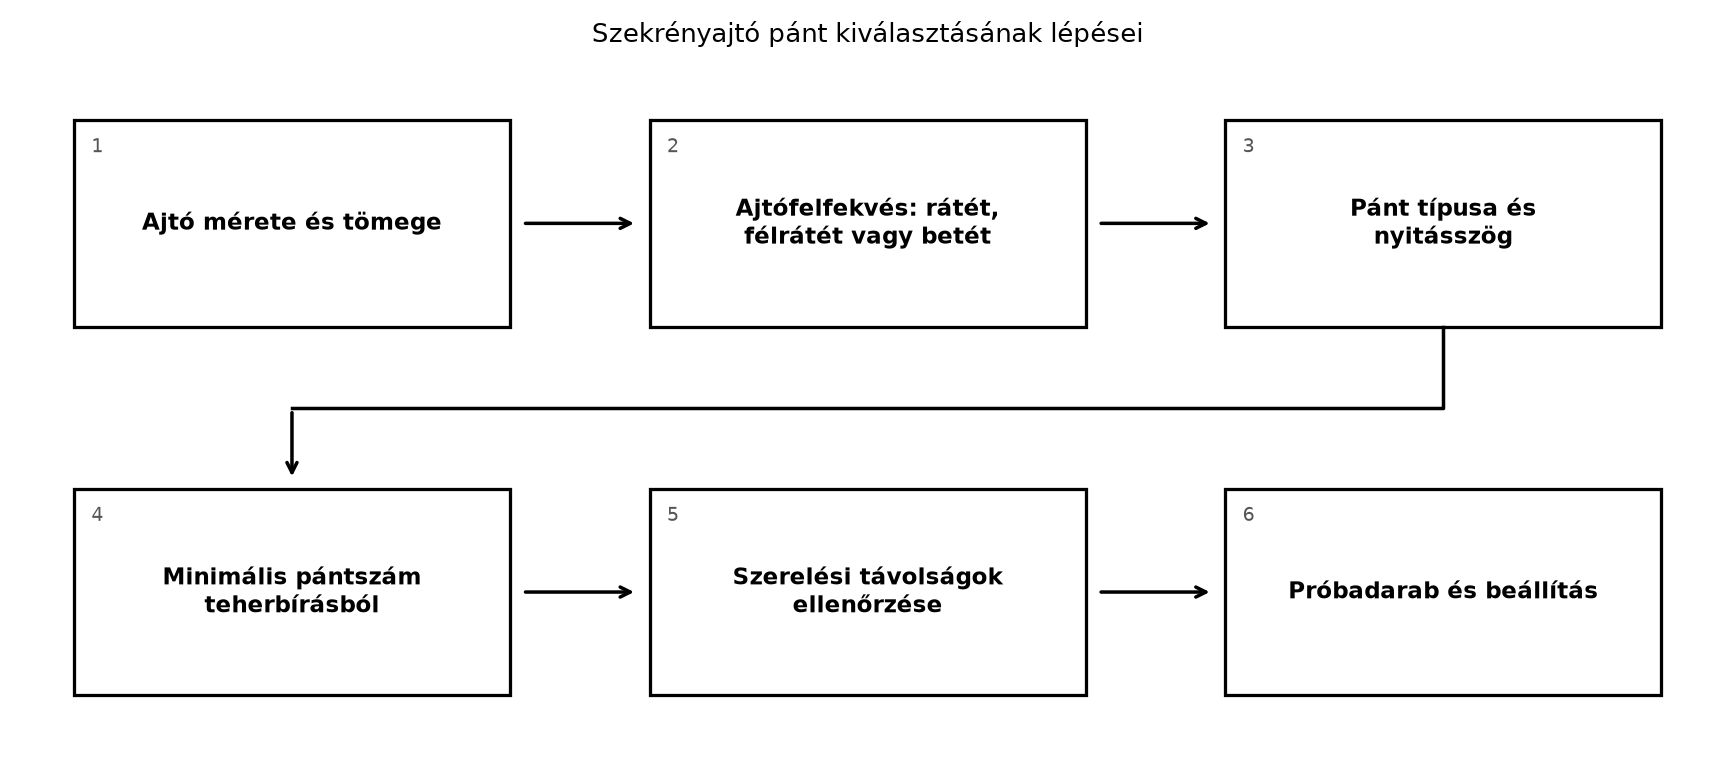 Szekrényajtó pánt kiválasztásának lépései
1
Ajtó mérete és tömege
2
Ajtófelfekvés: rátét,
félrátét vagy betét
3
Pánt típusa és
nyitásszög
4
Minimális pántszám
teherbírásból
5
Szerelési távolságok
ellenőrzése
6
Próbadarab és beállítás